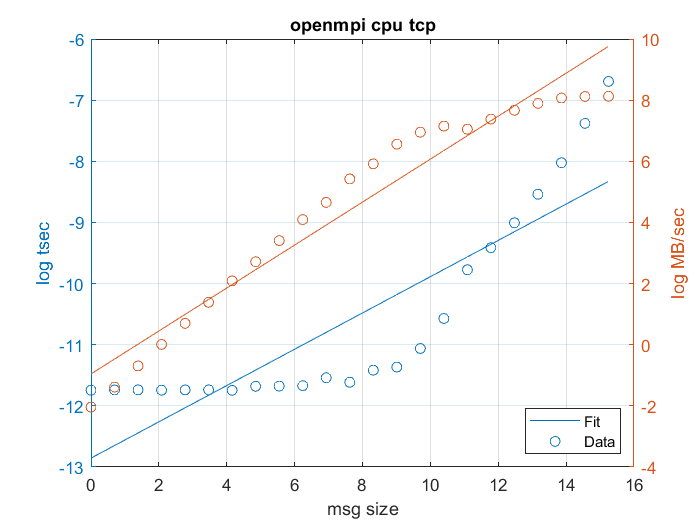 openmpi cpu tcp
-6
-7
-8
-9
-10
-11
-12
-13
log tsec
10
8
6
4
2
0
-2
-4
log MB/sec
Fit
Data
0 2 4 6 8 10 12 14 16
msg size